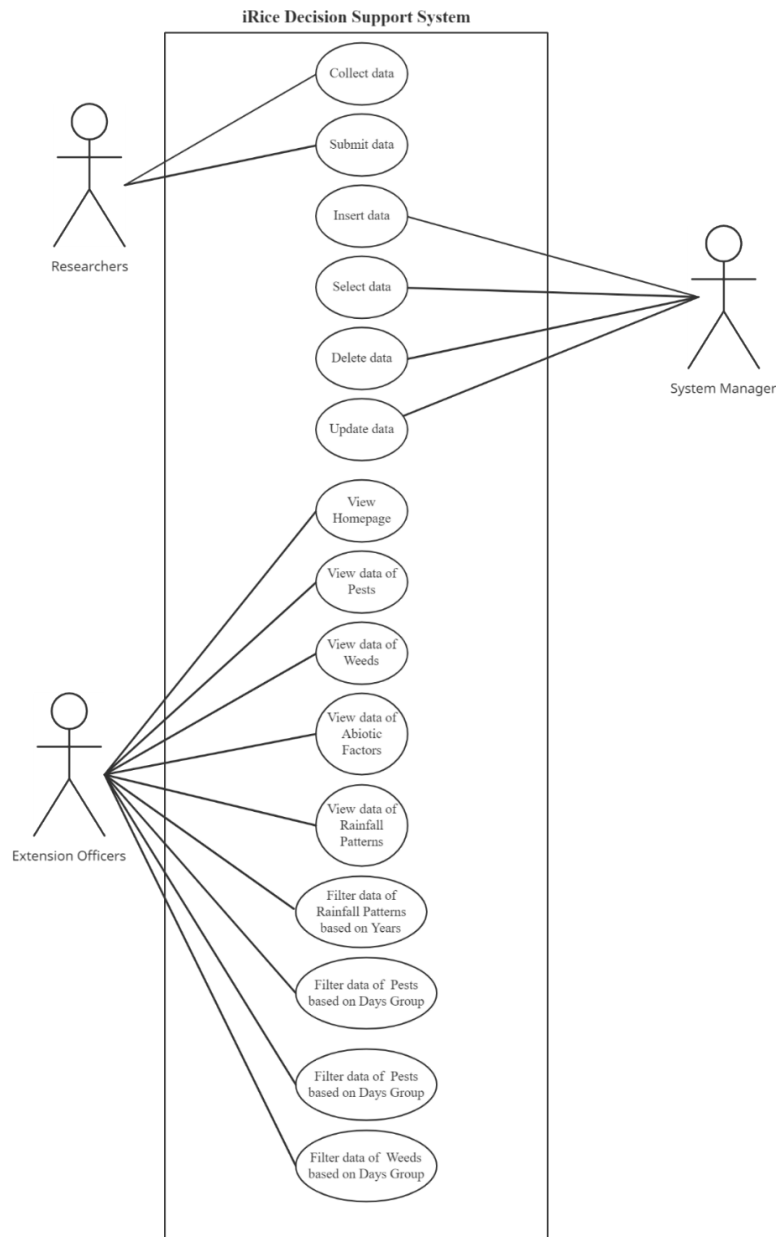 iRice Decision Support System
Collect data
Submit data
Researchers
Insert data
Select data
Delete data
System Manager
Update data
View
Homepage
View data of
Pests
View data of
Weeds
View data of
Abiotic
Factors
Extension Officers
View data of
Rainfall
Patterns
Filter data of
Rainfall Patterns
based on Years
Filter data of Pests
based on Days Group
Filter data of Pests
based on Days Group
Filter data of Weeds
based on Days Group